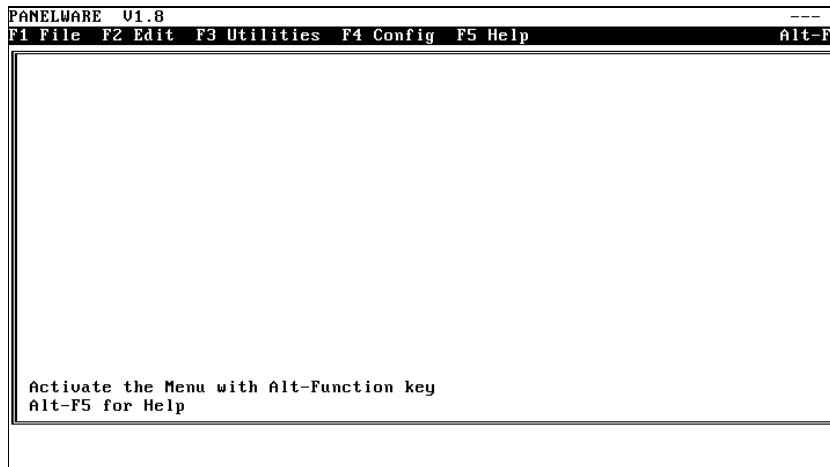 PANELWARE V1.8 ---
F1 File F2 Edit F3 Utilities F4 Config F5 Help Alt-F
Activate the Menu with Alt-Function key
Alt-F5 for Help